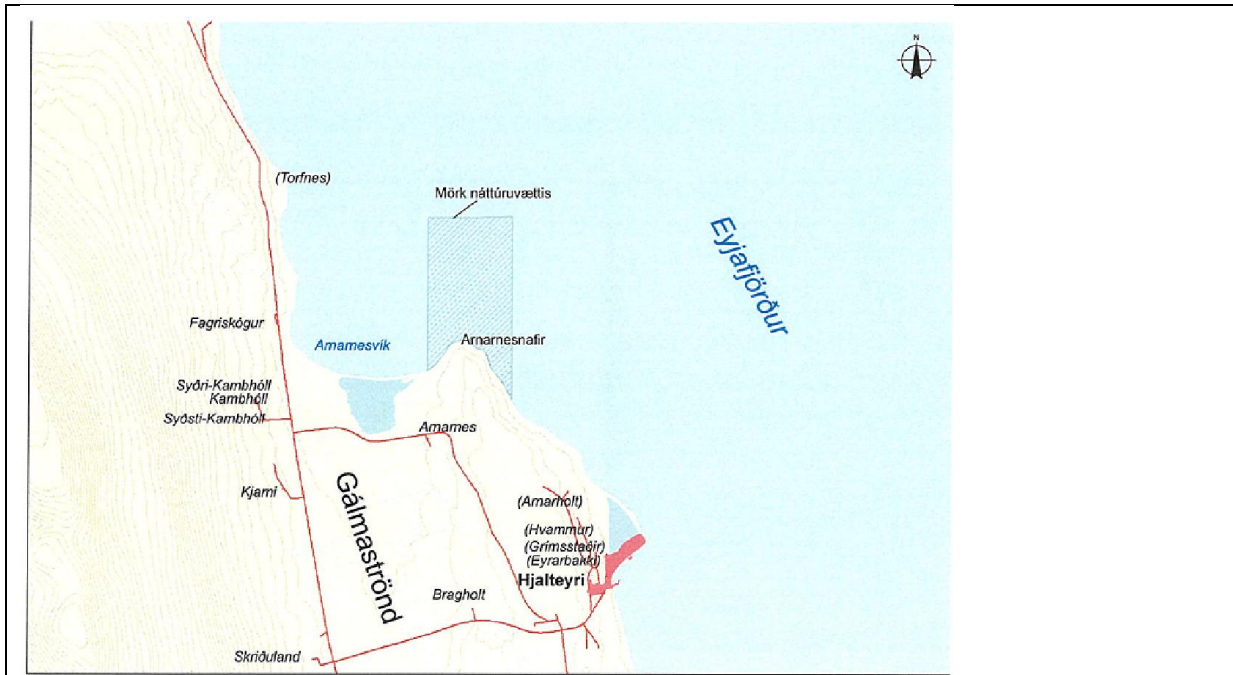 N
(Torfnes)
Mörk náttúruvættis
Eyjafjörður
Fagriskógur
Arnarnesvík
Arnarnesnafir
Syðri-Kambhóll
Kambhóll
Syðsti-Kambhóll
Arnarnes
Kjarni
Gálmaströnd
(Arnarholt)
(Hvammur)
(Grímsstaðir)
(Eyrarbakki)
Hjalteyri
Bragholt
Skriðuland